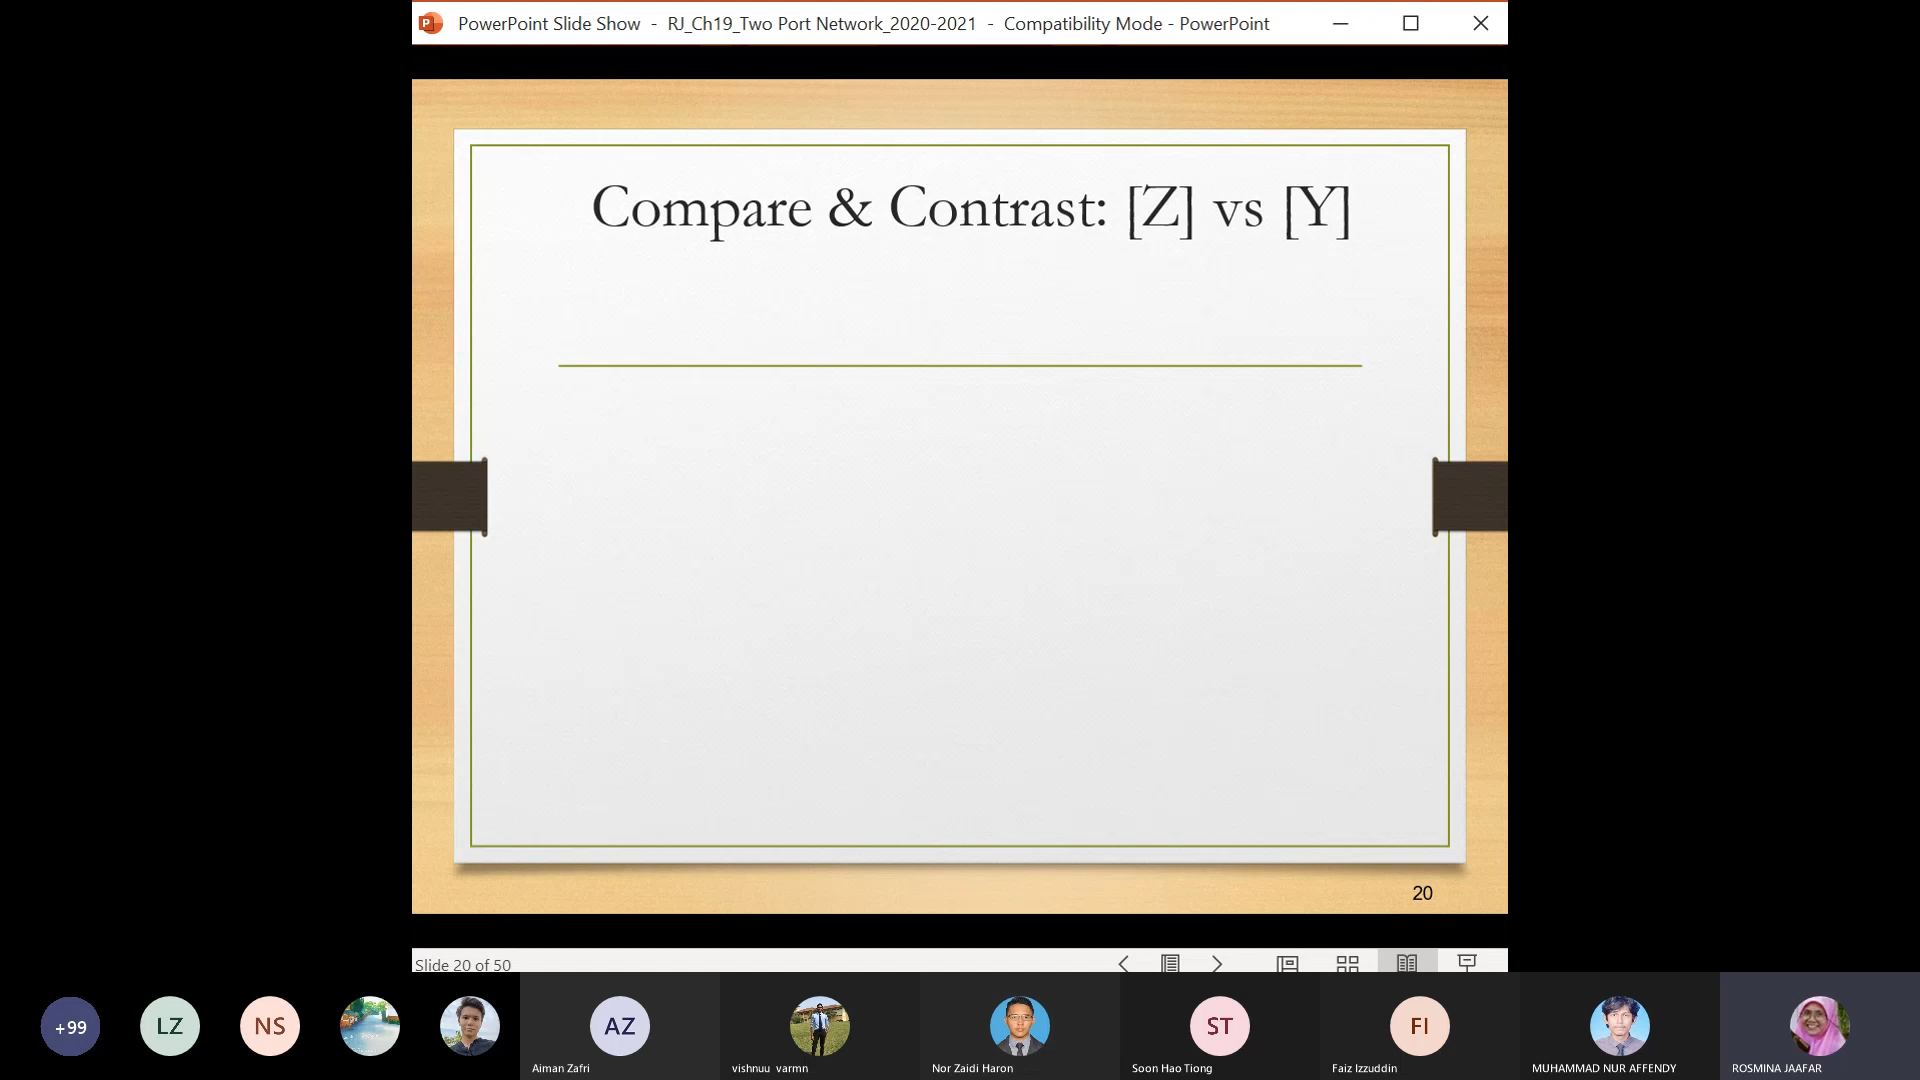 PowerPoint Slide Show - RJ_Ch19_Two Port Network_2020-2021 - Compatibility Mode - PowerPoint
Compare & Contrast: [Z] vs [Y]
20
Slide 20 of 50
+99
LZ
NS
AZ
ST
FI
Aiman Zafri
vishnuu varmn
Nor Zaidi Haron
Soon Hao Tiong
Faiz Izzuddin
MUHAMMAD NUR AFFENDY
ROSMINA JAAFAR